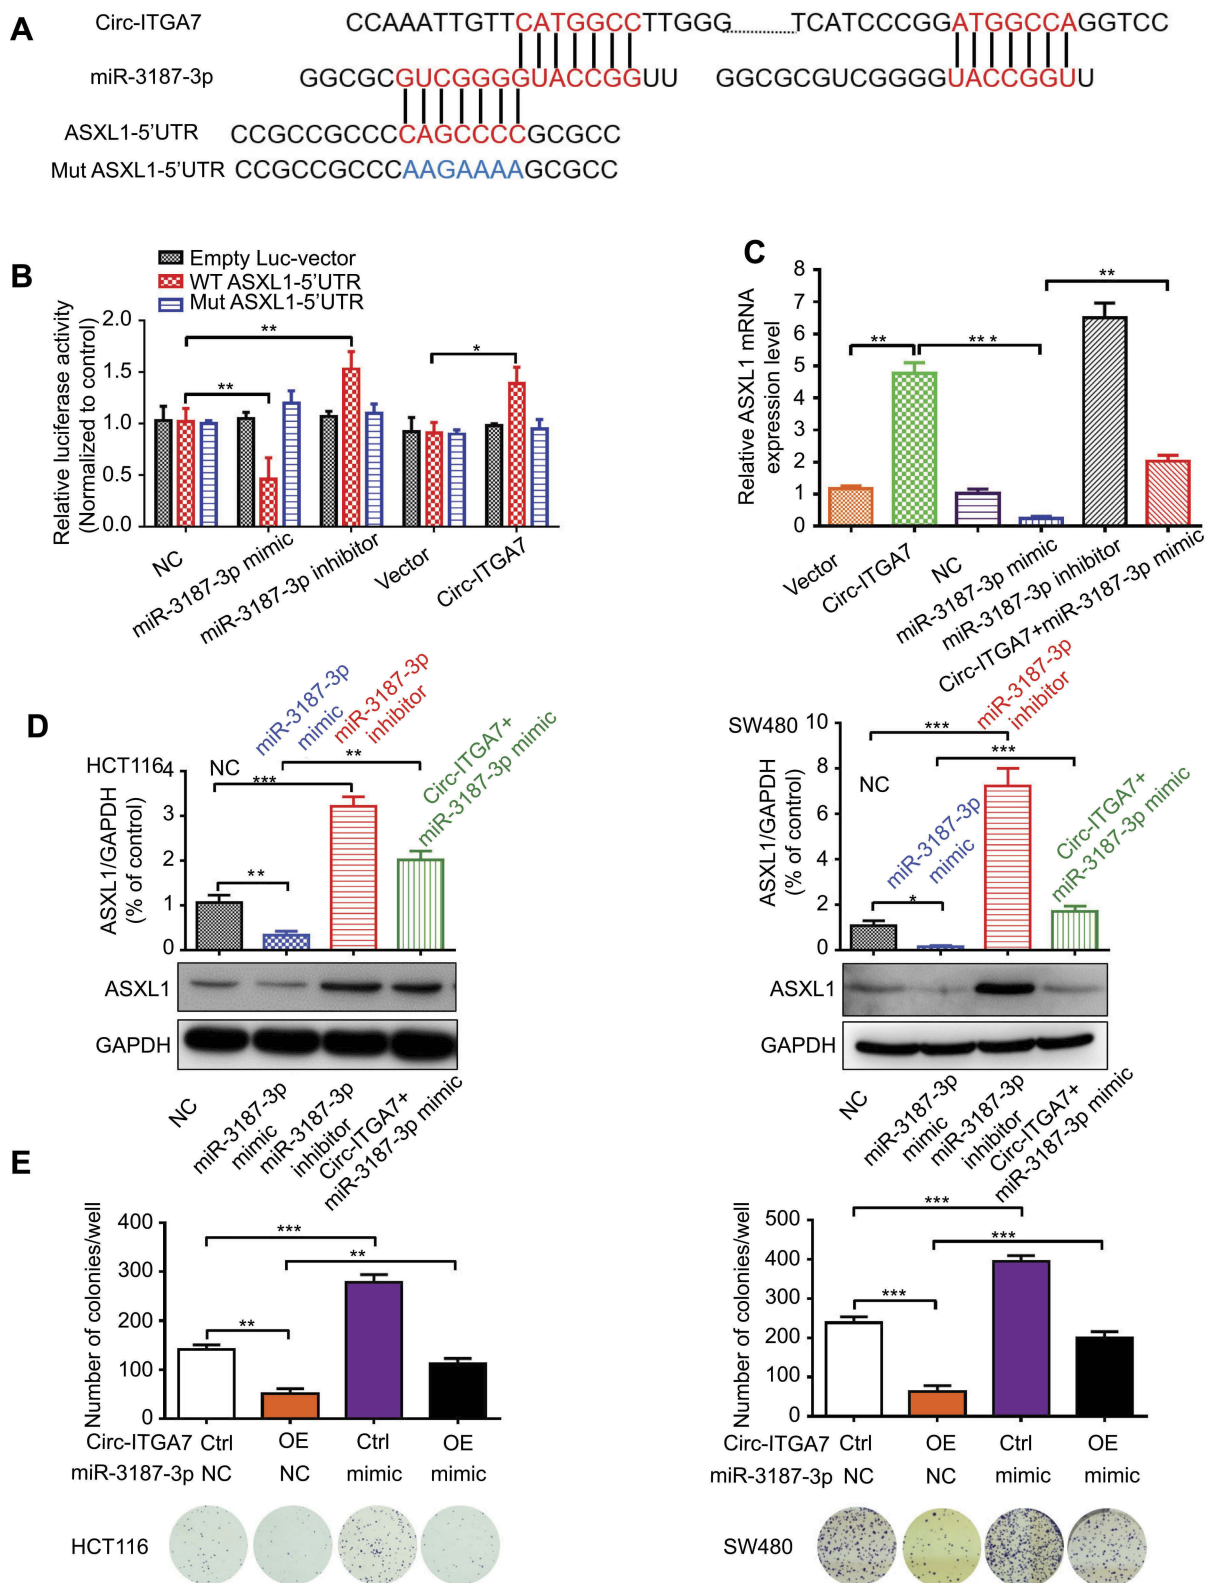 A
Circ-ITGA7 CCAAATTGTTCATGGCCTTGGG TCATCCCGGATGGCCAGGTCC
miR-3187-3p GGCGCGUCGGGGUACCGGUU GGCGCGUCGGGGUACCGGUU
ASXL1-5'UTR CCGCCGCCCCAGCCCCGCGCC
Mut ASXL1-5'UTR CCGCCGCCCAAGAAAAGCGCC
B
Empty Luc-vector
WT ASXL1-5'UTR
Mut ASXL1-5'UTR
Relative luciferase activity
(Normalized to control)
2.0
1.5
1.0
0.5
0.0
**
**
*
NC
miR-3187-3p mimic
miR-3187-3p inhibitor
Vector
Circ-ITGA7
C
Relative ASXL1 mRNA
expression level
8
7
6
5
4
3
2
1
0
**
** *
**
Vector
Circ-ITGA7
NC
miR-3187-3p mimic
miR-3187-3p inhibitor
Circ-ITGA7+miR-3187-3p mimic
D
HCT116
ASXL1/GAPDH
(% of control)
4
3
2
1
0
NC
miR-3187-3p
mimic
miR-3187-3p
inhibitor
Circ-ITGA7+
miR-3187-3p mimic
**
***
**
ASXL1
GAPDH
NC
miR-3187-3p
mimic
miR-3187-3p
inhibitor
Circ-ITGA7+
miR-3187-3p mimic
SW480
ASXL1/GAPDH
(% of control)
10
8
6
4
2
0
NC
miR-3187-3p
mimic
miR-3187-3p
inhibitor
Circ-ITGA7+
miR-3187-3p mimic
***
***
*
ASXL1
GAPDH
NC
miR-3187-3p
mimic
miR-3187-3p
inhibitor
Circ-ITGA7+
miR-3187-3p mimic
E
Number of colonies/well
400
300
200
100
0
***
**
**
Circ-ITGA7 Ctrl OE Ctrl OE
miR-3187-3p NC NC mimic mimic
HCT116
Number of colonies/well
500
400
300
200
100
0
***
***
***
Circ-ITGA7 Ctrl OE Ctrl OE
miR-3187-3p NC NC mimic mimic
SW480